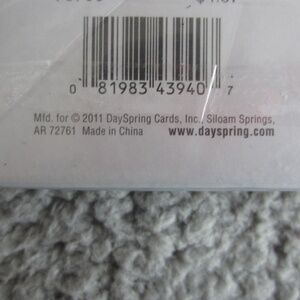 0 81983 43940 7
Mfd. for © 2011 DaySpring Cards, Inc., Siloam Springs,
AR 72761 Made in China www.dayspring.com